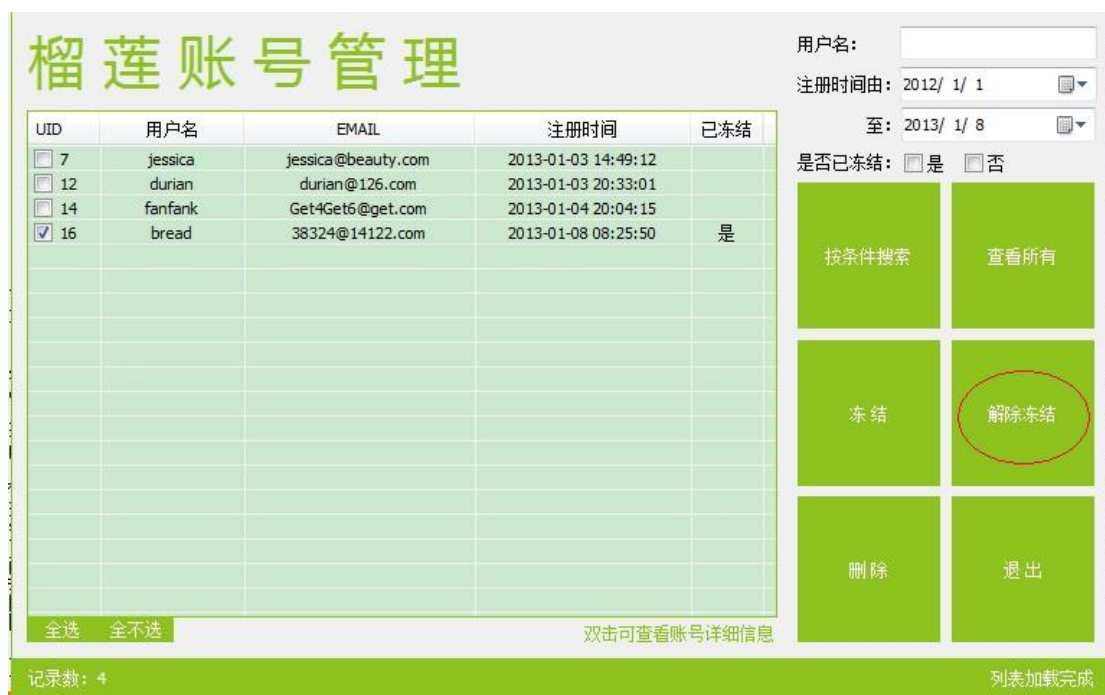 榴莲账号管理
用户名：
注册时间由： 2012/ 1/ 1
至： 2013/ 1/ 8
是否已冻结： 是 否
UID 用户名 EMAIL 注册时间 已冻结
7 jessica jessica@beauty.com 2013-01-03 14:49:12
12 durian durian@126.com 2013-01-03 20:33:01
14 fanfank Get4Get6@get.com 2013-01-04 20:04:15
16 bread 38324@14122.com 2013-01-08 08:25:50 是
按条件搜索 查看所有
冻 结 解除冻结
删 除 退 出
全选 全不选 双击可查看账号详细信息
记录数：4 列表加载完成